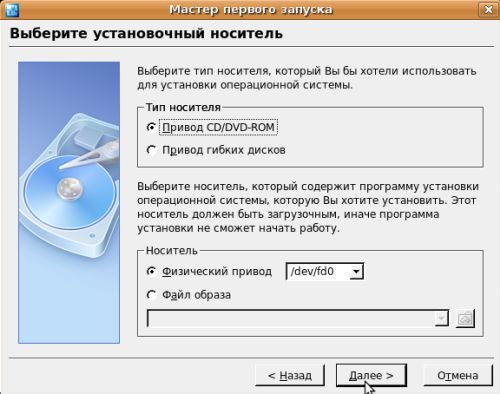 Мастер первого запуска
Выберите установочный носитель
Выберите тип носителя, который Вы бы хотели использовать
для установки операционной системы.
Тип носителя
Привод CD/DVD-ROM
Привод гибких дисков
Выберите носитель, который содержит программу установки
операционной системы, которую Вы хотите установить. Этот
носитель должен быть загрузочным, иначе программа
установки не сможет начать работу.
Носитель
Физический привод /dev/fd0
Файл образа
< Назад Далее > Отмена